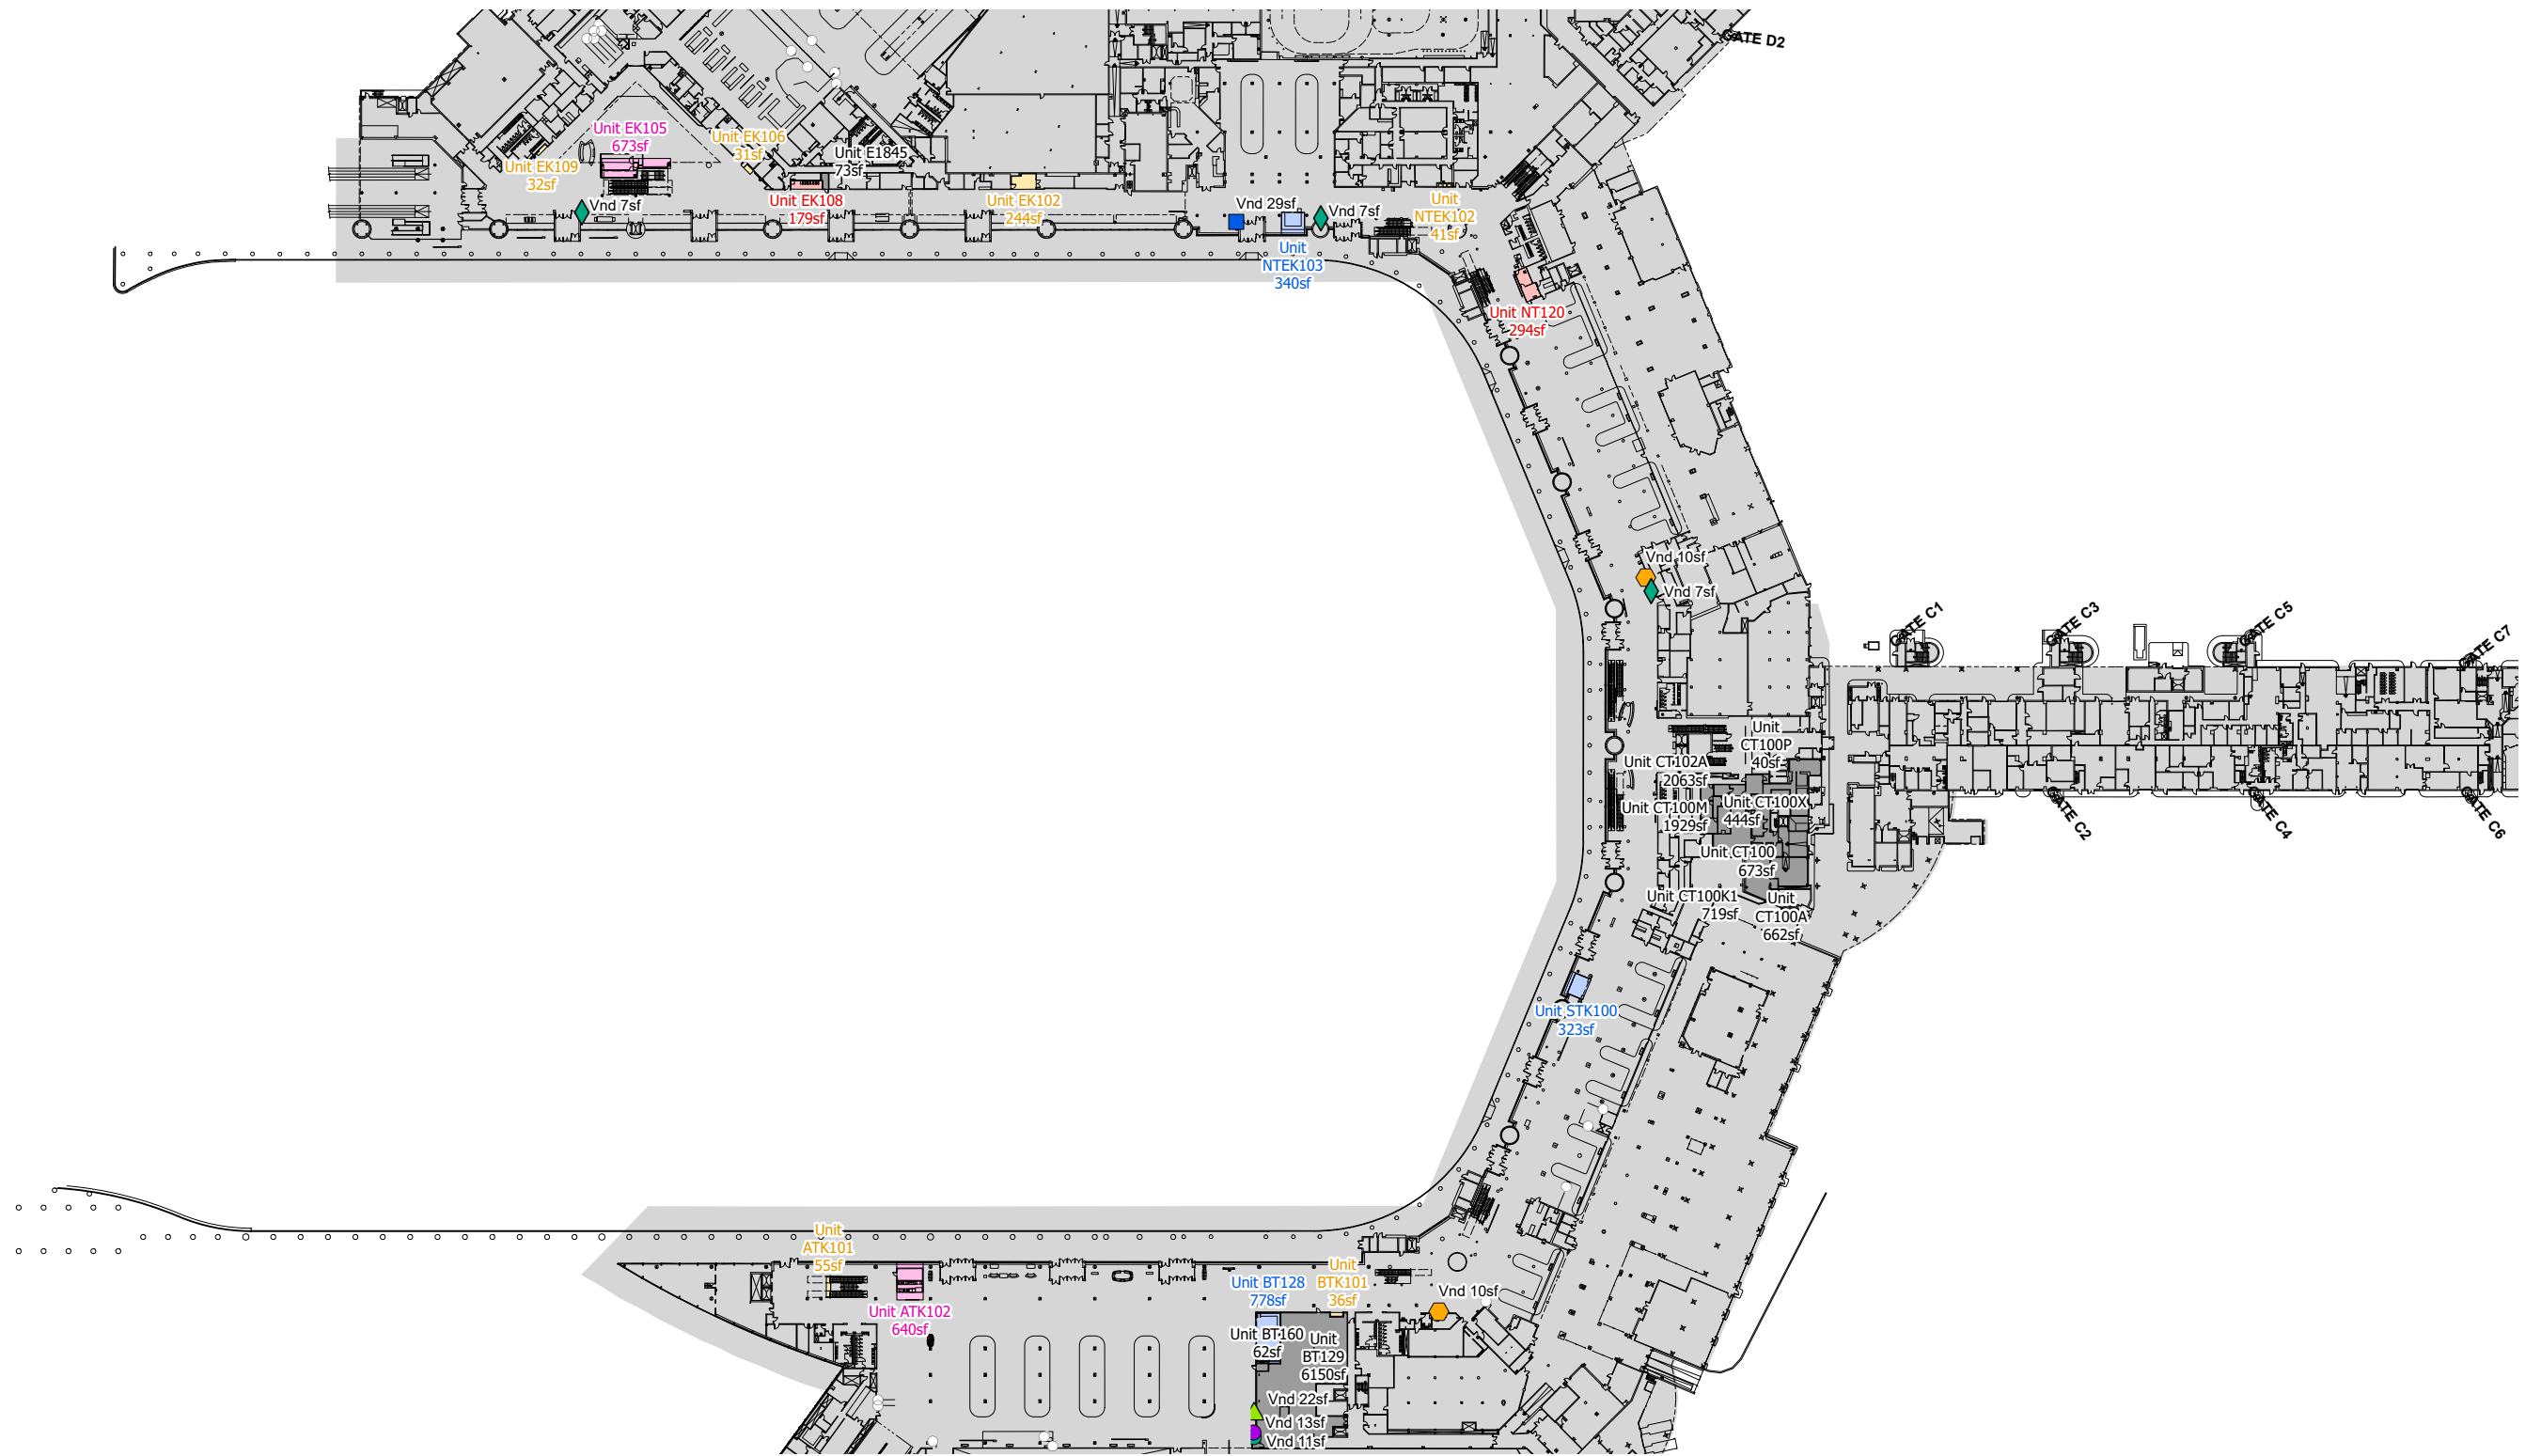 GATE D2
Unit EK105
673sf
Unit EK106
31sf
Unit E1845
73sf
Unit EK109
32sf
Vnd 7sf
Unit EK108
179sf
Unit EK102
244sf
Vnd 29sf
Vnd 7sf
Unit
NTEK102
41sf
Unit
NTEK103
340sf
Unit NT120
294sf
Vnd 10sf
Vnd 7sf
GATE C1
GATE C3
GATE C5
GATE C7
Unit
CT100P
40sf
Unit CT102A
2063sf
Unit CT100X
444sf
Unit CT100M
1929sf
GATE C2
GATE C4
GATE C6
Unit CT100
673sf
Unit CT100K1
719sf
Unit
CT100A
662sf
Unit STK100
323sf
Unit
ATK101
55sf
Unit ATK102
640sf
Unit BT128
778sf
Unit
BTK101
36sf
Vnd 10sf
Unit BT160
62sf
Unit
BT129
6150sf
Vnd 22sf
Vnd 13sf
Vnd 11sf